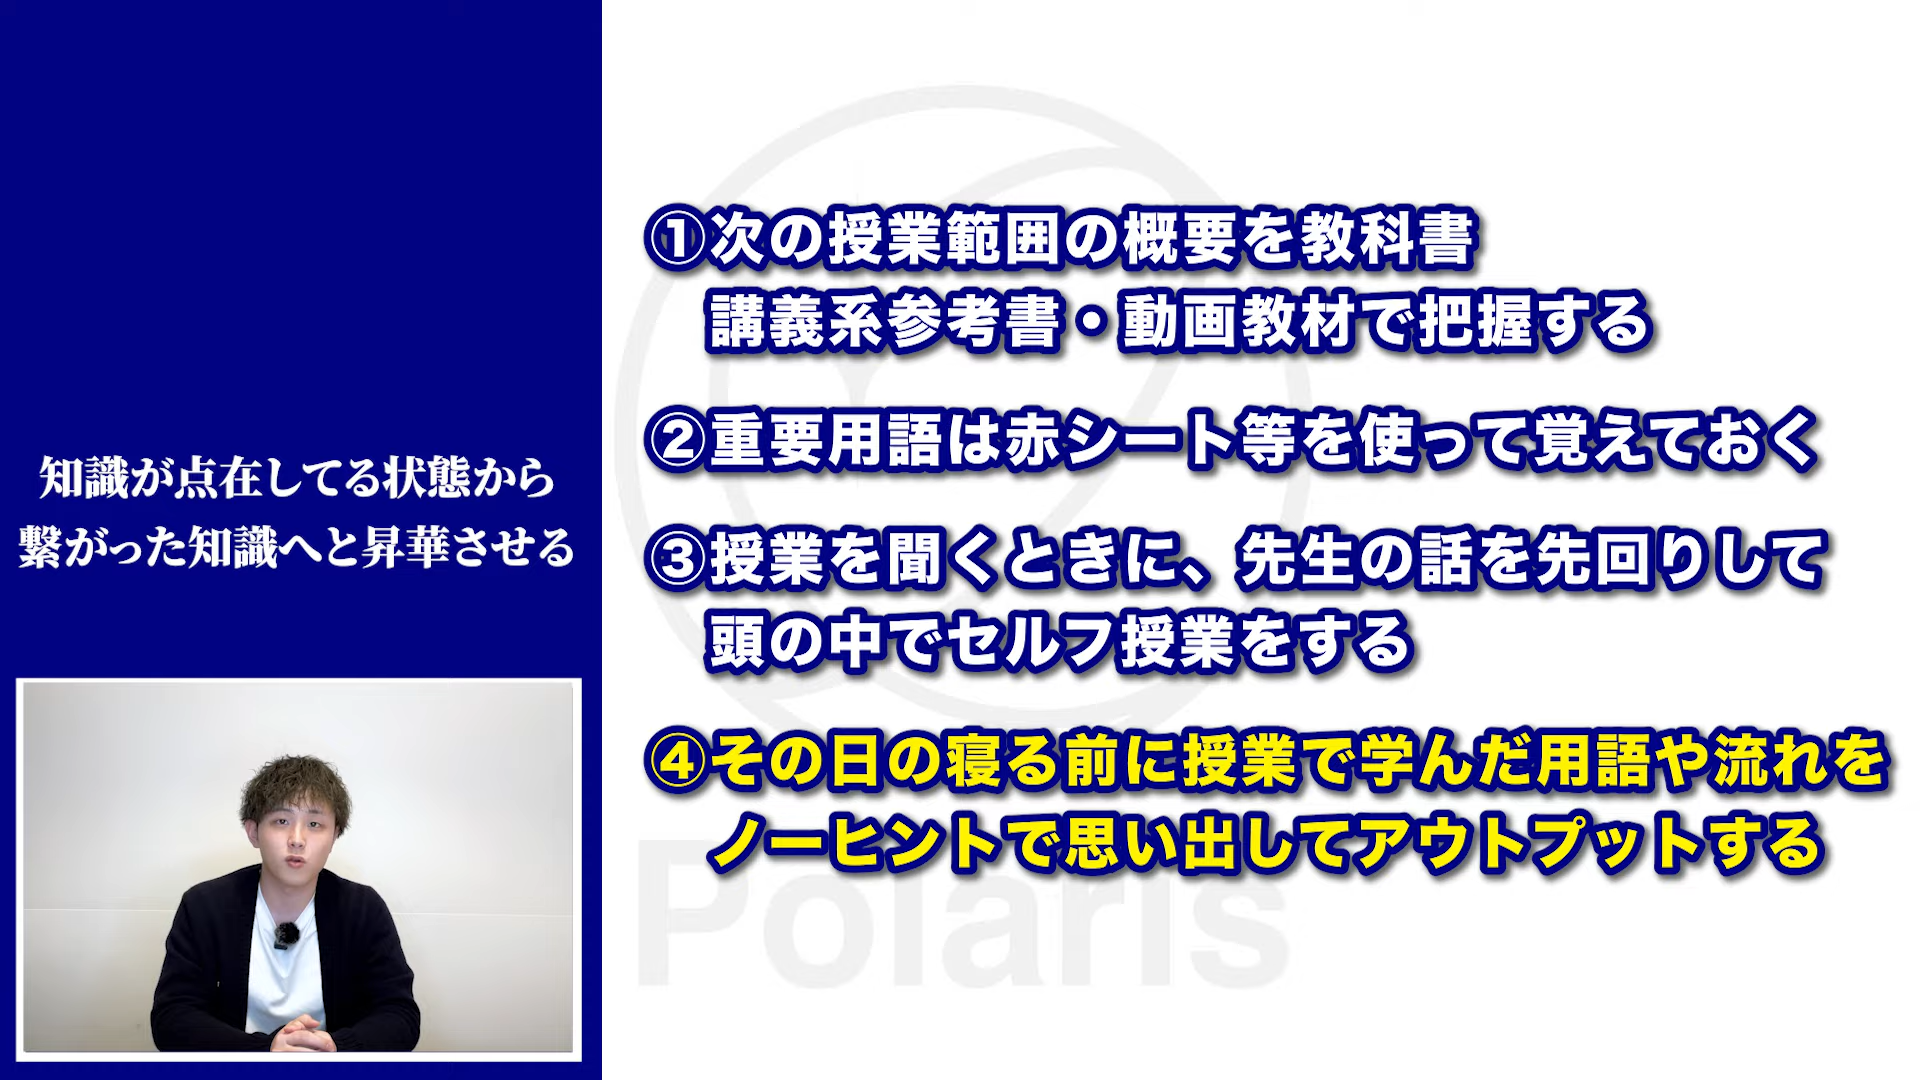 知識が点在してる状態から
繋がった知識へと昇華させる
①次の授業範囲の概要を教科書
講義系参考書・動画教材で把握する
②重要用語は赤シート等を使って覚えておく
③授業を聞くときに、先生の話を先回りして
頭の中でセルフ授業をする
④その日の寝る前に授業で学んだ用語や流れを
ノーヒントで思い出してアウトプットする
Polaris